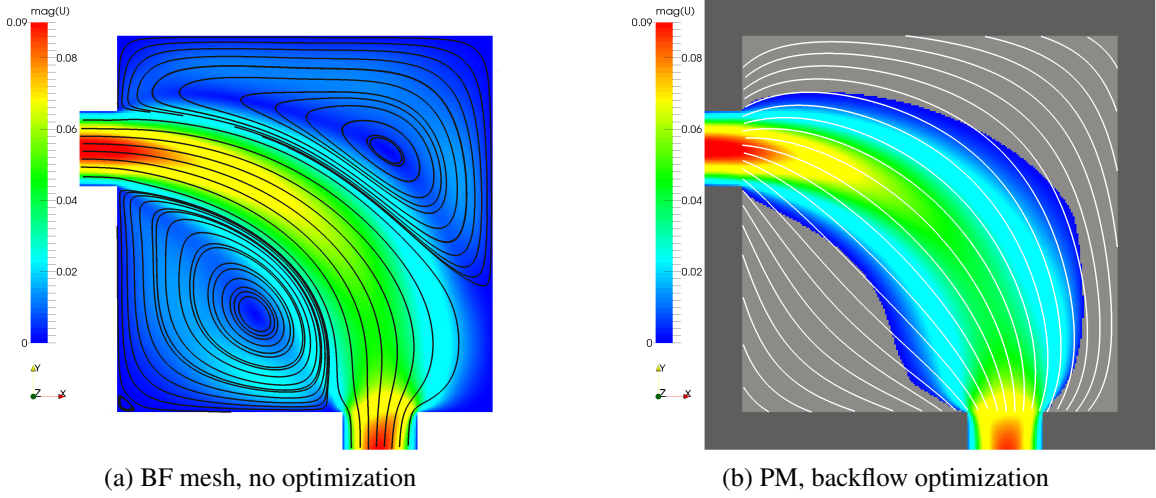 mag(U)
0.09
0.08
0.06
0.04
0.02
0
Y
Z
X
(a) BF mesh, no optimization
mag(U)
0.09
0.08
0.06
0.04
0.02
0
Y
Z
X
(b) PM, backflow optimization